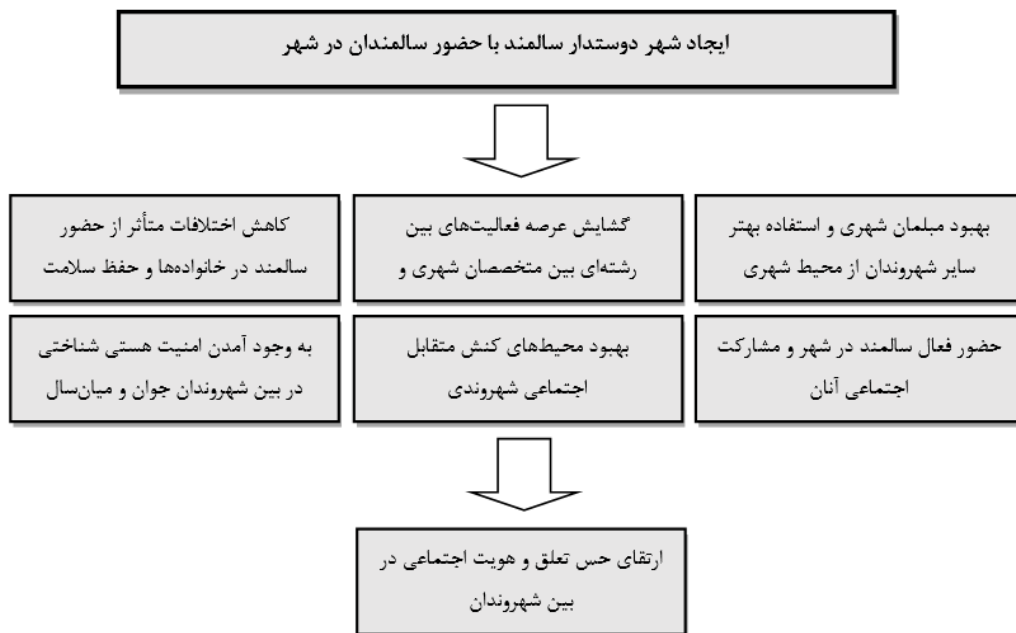 ایجاد شهر دوستدار سالمند با حضور سالمندان در شهر
بهبود مبلمان شهری و استفاده بهتر
سایر شهروندان از محیط شهری
گشایش عرصه فعالیت‌های بین
رشته‌ای بین متخصصان شهری و
کاهش اختلافات متأثر از حضور
سالمند در خانواده‌ها و حفظ سلامت
حضور فعال سالمند در شهر و مشارکت
اجتماعی آنان
بهبود محیط‌های کنش متقابل
اجتماعی شهروندی
به وجود آمدن امنیت هستی شناختی
در بین شهروندان جوان و میان‌سال
ارتقای حس تعلق و هویت اجتماعی در
بین شهروندان